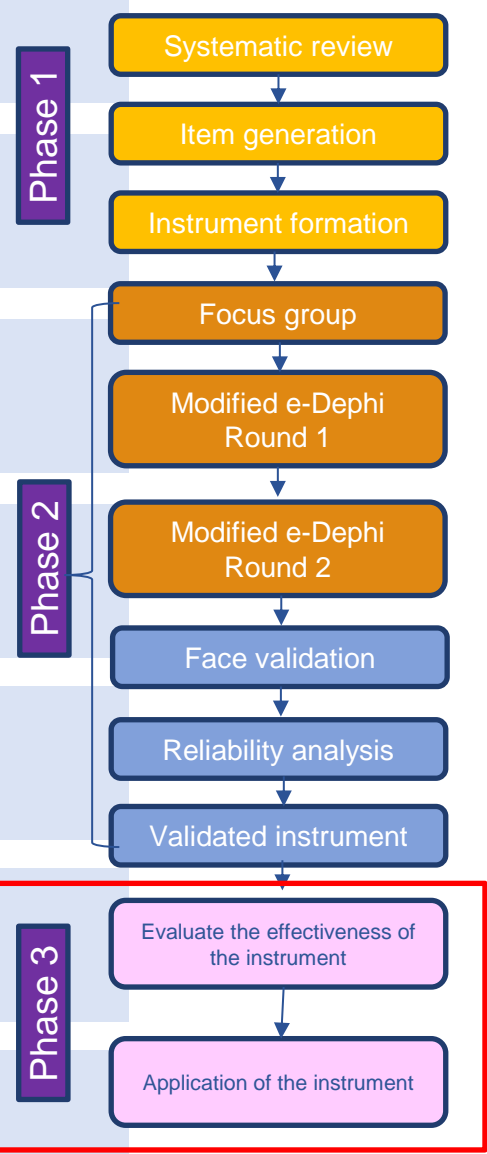 Phase 1
Systematic review
Item generation
Instrument formation
Phase 2
Focus group
Modified e-Dephi
Round 1
Modified e-Dephi
Round 2
Face validation
Reliability analysis
Validated instrument
Phase 3
Evaluate the effectiveness of
the instrument
Application of the instrument